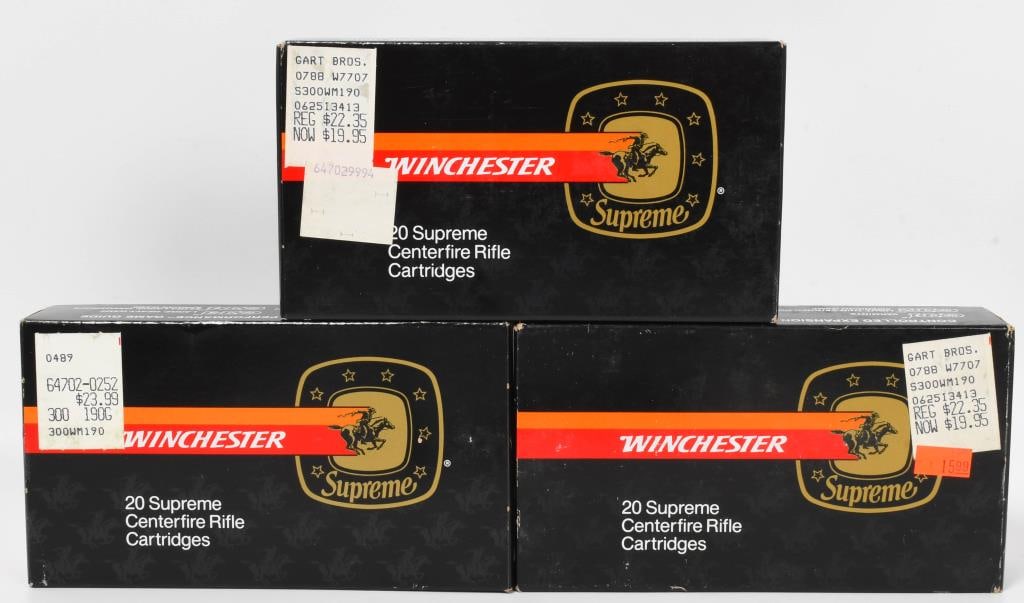 GART BROS.
0788 W7707
S300WM190
062513413
REG $22.35
NOW $19.95
647029994
WINCHESTER
Supreme
®
20 Supreme
Centerfire Rifle
Cartridges
0489
64702-0252
$23.99
300 190G
300WM190
WINCHESTER
Supreme
®
20 Supreme
Centerfire Rifle
Cartridges
CONTROLLED EXPANSION
GART BROS.
0788 W7707
S300WM190
062513413
REG $22.35
NOW $19.95
15.99
WINCHESTER
Supreme
20 Supreme
Centerfire Rifle
Cartridges